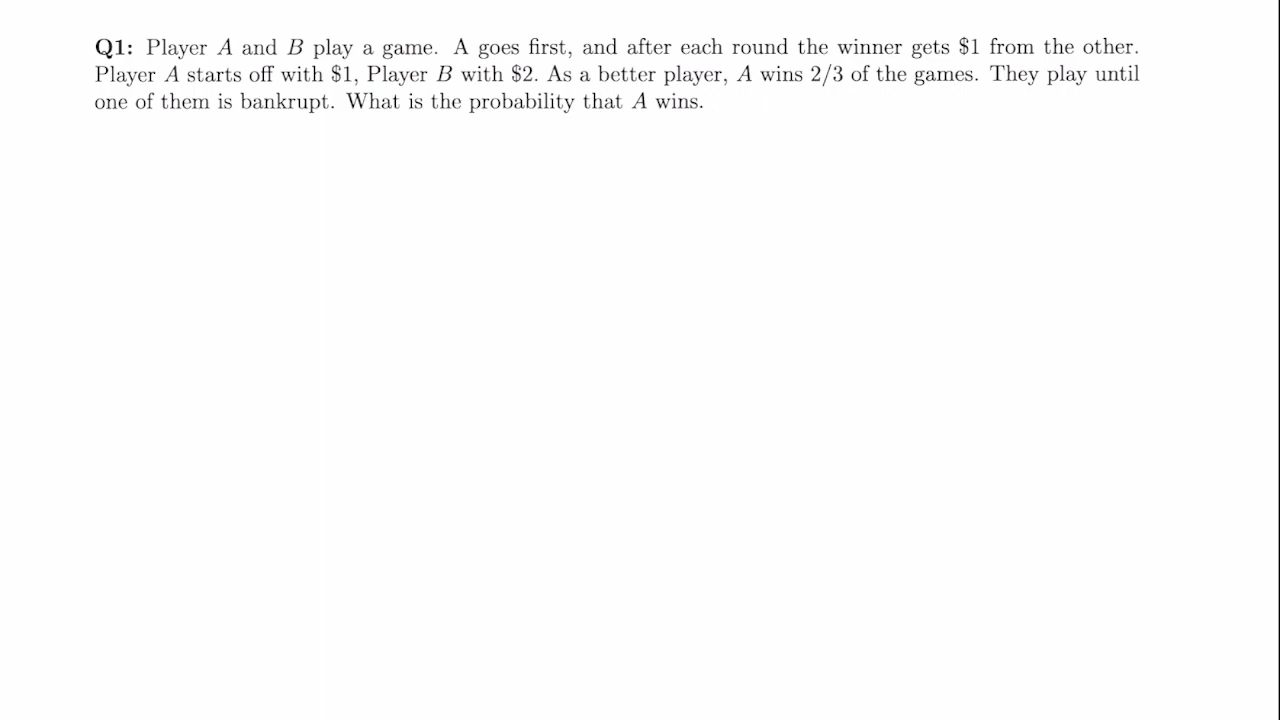 Q1: Player A and B play a game. A goes first, and after each round the winner gets $1 from the other.
Player A starts off with $1, Player B with $2. As a better player, A wins 2/3 of the games. They play until
one of them is bankrupt. What is the probability that A wins.